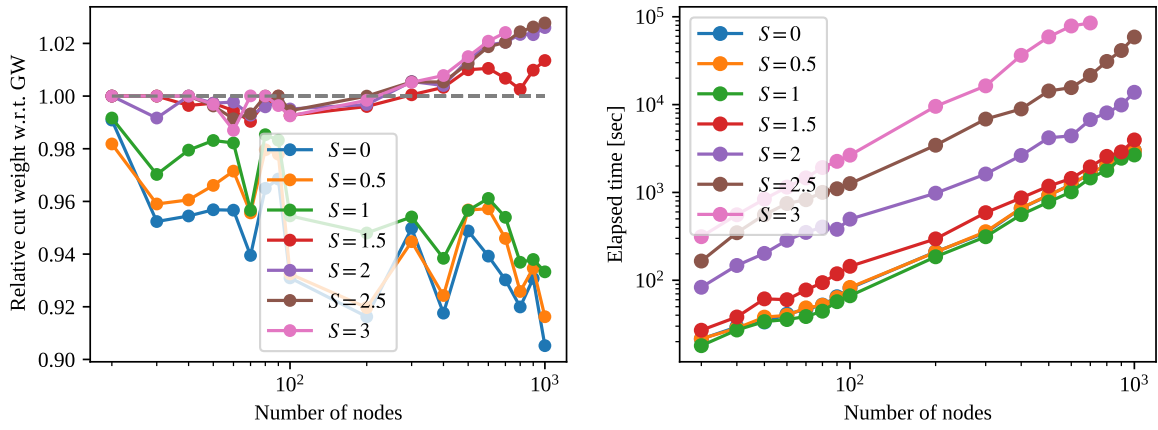 Relative cut weight w.r.t. GW
1.02
1.00
0.98
0.96
0.94
0.92
0.90
S=0
S=0.5
S=1
S=1.5
S=2
S=2.5
S=3
10²
10³
Number of nodes
Elapsed time [sec]
10⁵
10⁴
10³
10²
S=0
S=0.5
S=1
S=1.5
S=2
S=2.5
S=3
10²
10³
Number of nodes